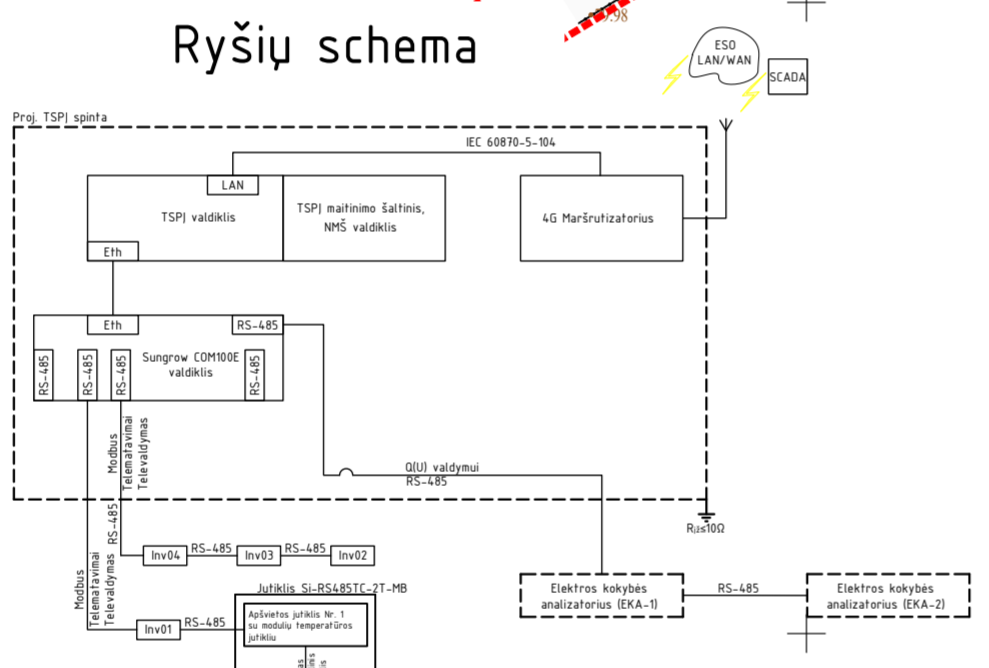 Ryšių schema
ESO
LAN/WAN
SCADA
Proj. TSPĮ spinta
IEC 60870-5-104
LAN
TSPĮ valdiklis
TSPĮ maitinimo šaltinis,
NMŠ valdiklis
4G Maršrutizatorius
Eth
Eth
RS-485
Sungrow COM100E
valdiklis
RS-485
RS-485
RS-485
RS-485
Modbus
Telematavimai
Televaldymas
Q(U) valdymui
RS-485
RS-485
Rįž≤10Ω
Inv04
RS-485
Inv03
RS-485
Inv02
Modbus
Telematavimai
Televaldymas
Elektros kokybės
analizatorius (EKA-1)
RS-485
Elektros kokybės
analizatorius (EKA-2)
Jutiklis Si-RS485TC-2T-MB
Inv01
RS-485
Apšvietos jutiklis Nr. 1
su modulių temperatūros
jutikliu